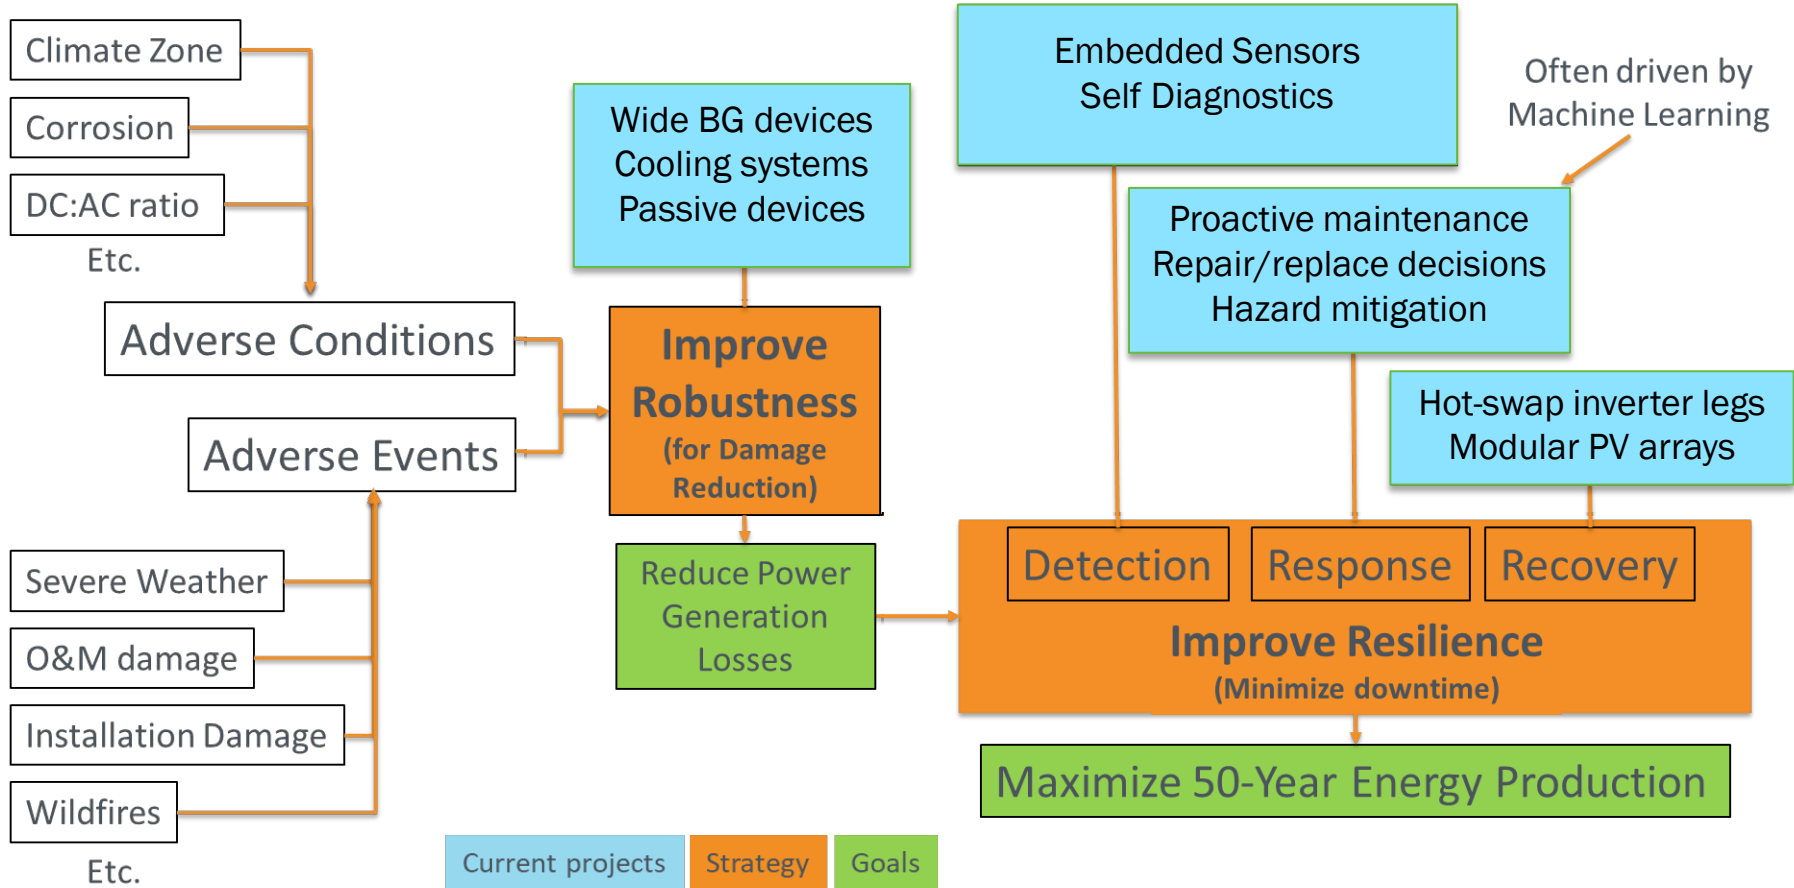 Climate Zone
Corrosion
DC:AC ratio
Etc.
Adverse Conditions
Adverse Events
Severe Weather
O&M damage
Installation Damage
Wildfires
Etc.
Wide BG devices
Cooling systems
Passive devices
Improve
Robustness
(for Damage
Reduction)
Reduce Power
Generation
Losses
Embedded Sensors
Self Diagnostics
Often driven by
Machine Learning
Proactive maintenance
Repair/replace decisions
Hazard mitigation
Hot-swap inverter legs
Modular PV arrays
Detection
Response
Recovery
Improve Resilience
(Minimize downtime)
Maximize 50-Year Energy Production
Current projects
Strategy
Goals